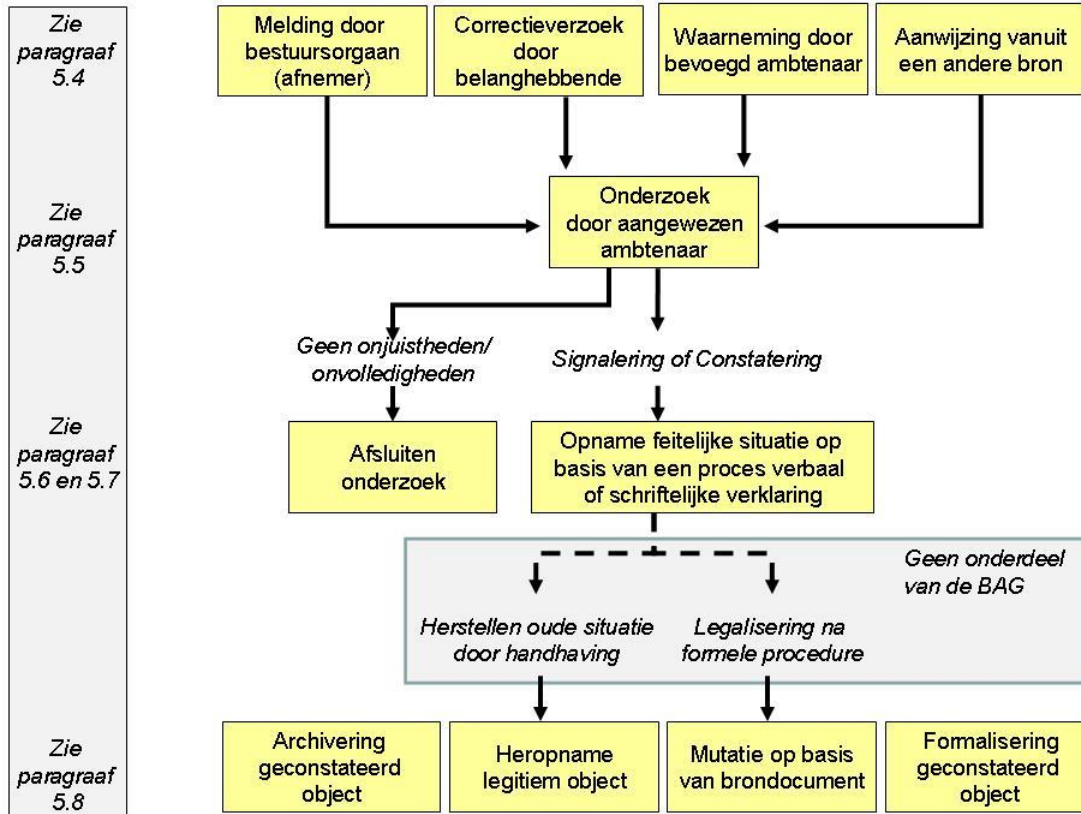 Zie
paragraaf
5.4
Melding door
bestuursorgaan
(afnemer)
Correctieverzoek
door
belanghebbende
Waarneming door
bevoegd ambtenaar
Aanwijzing vanuit
een andere bron
Zie
paragraaf
5.5
Onderzoek
door aangewezen
ambtenaar
Geen onjuistheden/
onvolledigheden
Signalering of Constatering
Zie
paragraaf
5.6 en 5.7
Afsluiten
onderzoek
Opname feitelijke situatie op
basis van een proces verbaal
of schriftelijke verklaring
Geen onderdeel
van de BAG
Herstellen oude situatie
door handhaving
Legalisering na
formele procedure
Zie
paragraaf
5.8
Archivering
geconstateerd
object
Heropname
legitiem object
Mutatie op basis
van brondocument
Formalisering
geconstateerd
object